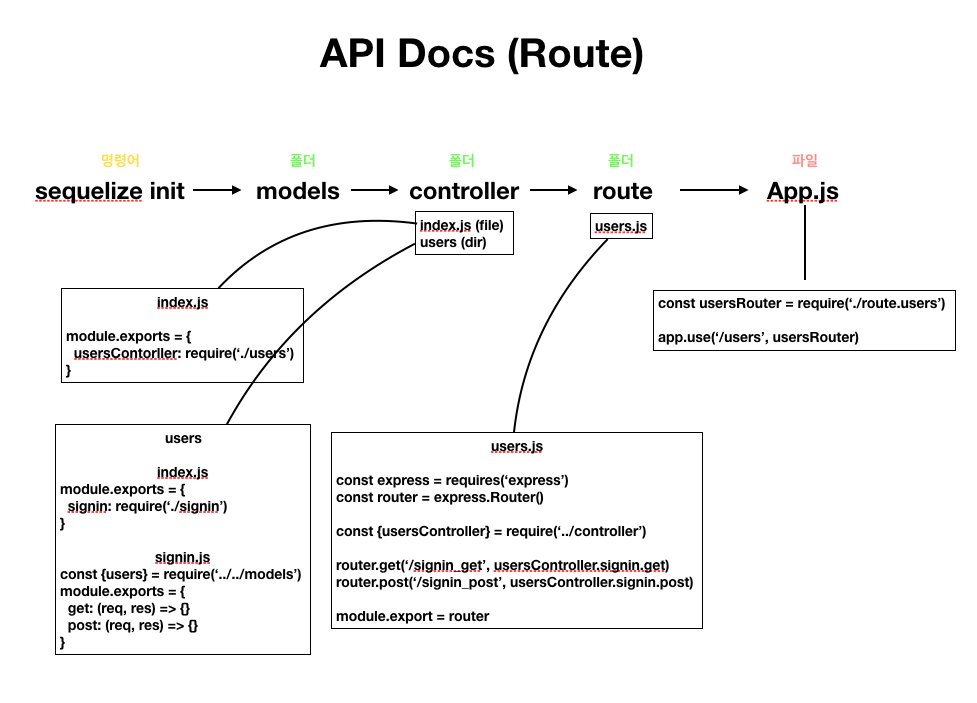 API Docs (Route)
명령어
폴더
폴더
폴더
파일
sequelize init
models
controller
route
App.js
index.js (file)
users (dir)
users.js
index.js
module.exports = {
usersContorller: require(‘./users’)
}
const usersRouter = require(‘./route.users’)
app.use(‘/users’, usersRouter)
users
index.js
module.exports = {
signin: require(‘./signin’)
}
signin.js
const {users} = require(‘../../models’)
module.exports = {
get: (req, res) => {}
post: (req, res) => {}
}
users.js
const express = requires(‘express’)
const router = express.Router()
const {usersController} = require(‘../controller’)
router.get(‘/signin_get’, usersController.signin.get)
router.post(‘/signin_post’, usersController.signin.post)
module.export = router